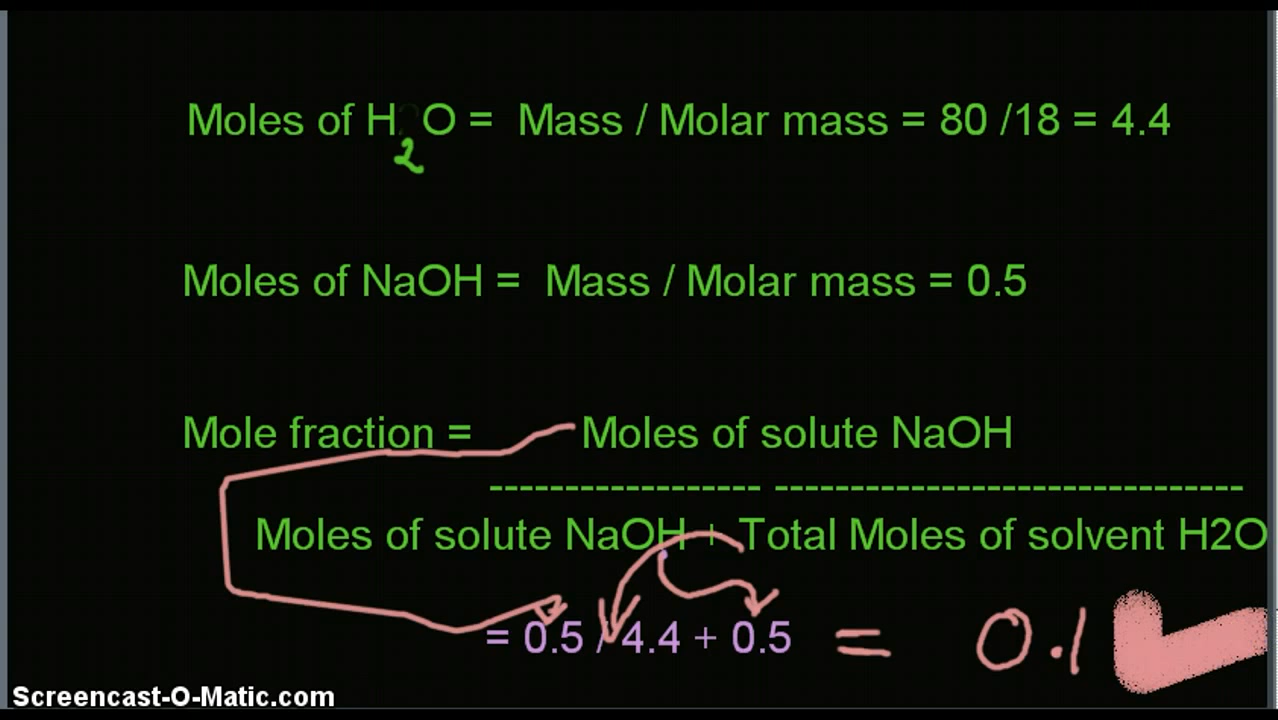 Moles of H2O = Mass / Molar mass = 80 /18 = 4.4
Moles of NaOH = Mass / Molar mass = 0.5
Mole fraction = Moles of solute NaOH
------------------ -------------------------------
Moles of solute NaOH + Total Moles of solvent H2O
= 0.5 / 4.4 + 0.5 = 0.1
Screencast-O-Matic.com